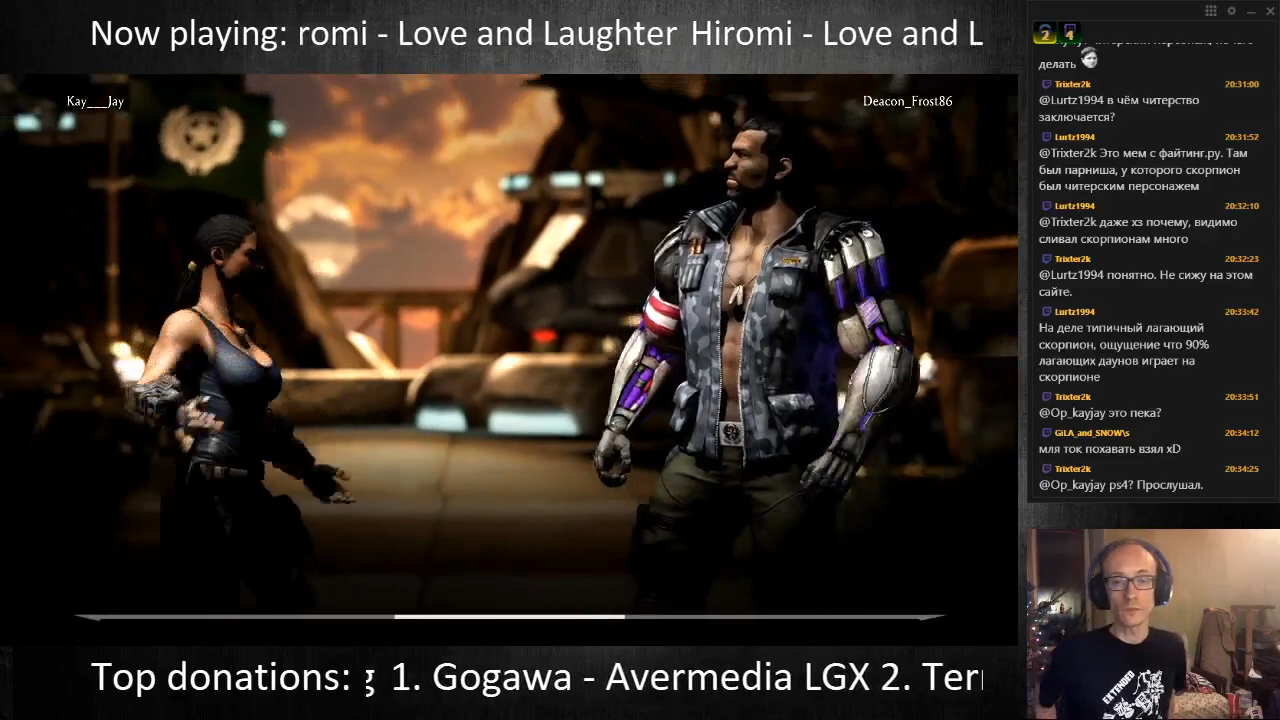 Now playing: romi - Love and Laughter Hiromi - Love and L
Kay___Jay
Deacon_Frost86
2 4
делать
Trixter2k 20:31:00
@Lurtz1994 в чём читерство
заключается?
Lurtz1994 20:31:52
@Trixter2k Это мем с файтинг.ру. Там
был парниша, у которого скорпион
был читерским персонажем
Lurtz1994 20:32:10
@Trixter2k даже хз почему, видимо
сливал скорпионам много
Trixter2k 20:32:23
@Lurtz1994 понятно. Не сижу на этом
сайте.
Lurtz1994 20:33:42
На деле типичный лагающий
скорпион, ощущение что 90%
лагающих даунов играет на
скорпионе
Trixter2k 20:33:51
@Op_kayjay это пека?
GiLA_and_SNOW\s 20:34:12
мля ток похавать взял xD
Trixter2k 20:34:25
@Op_kayjay ps4? Прослушал.
Top donations: 1. Gogawa - Avermedia LGX 2. Ter
EXTENDED